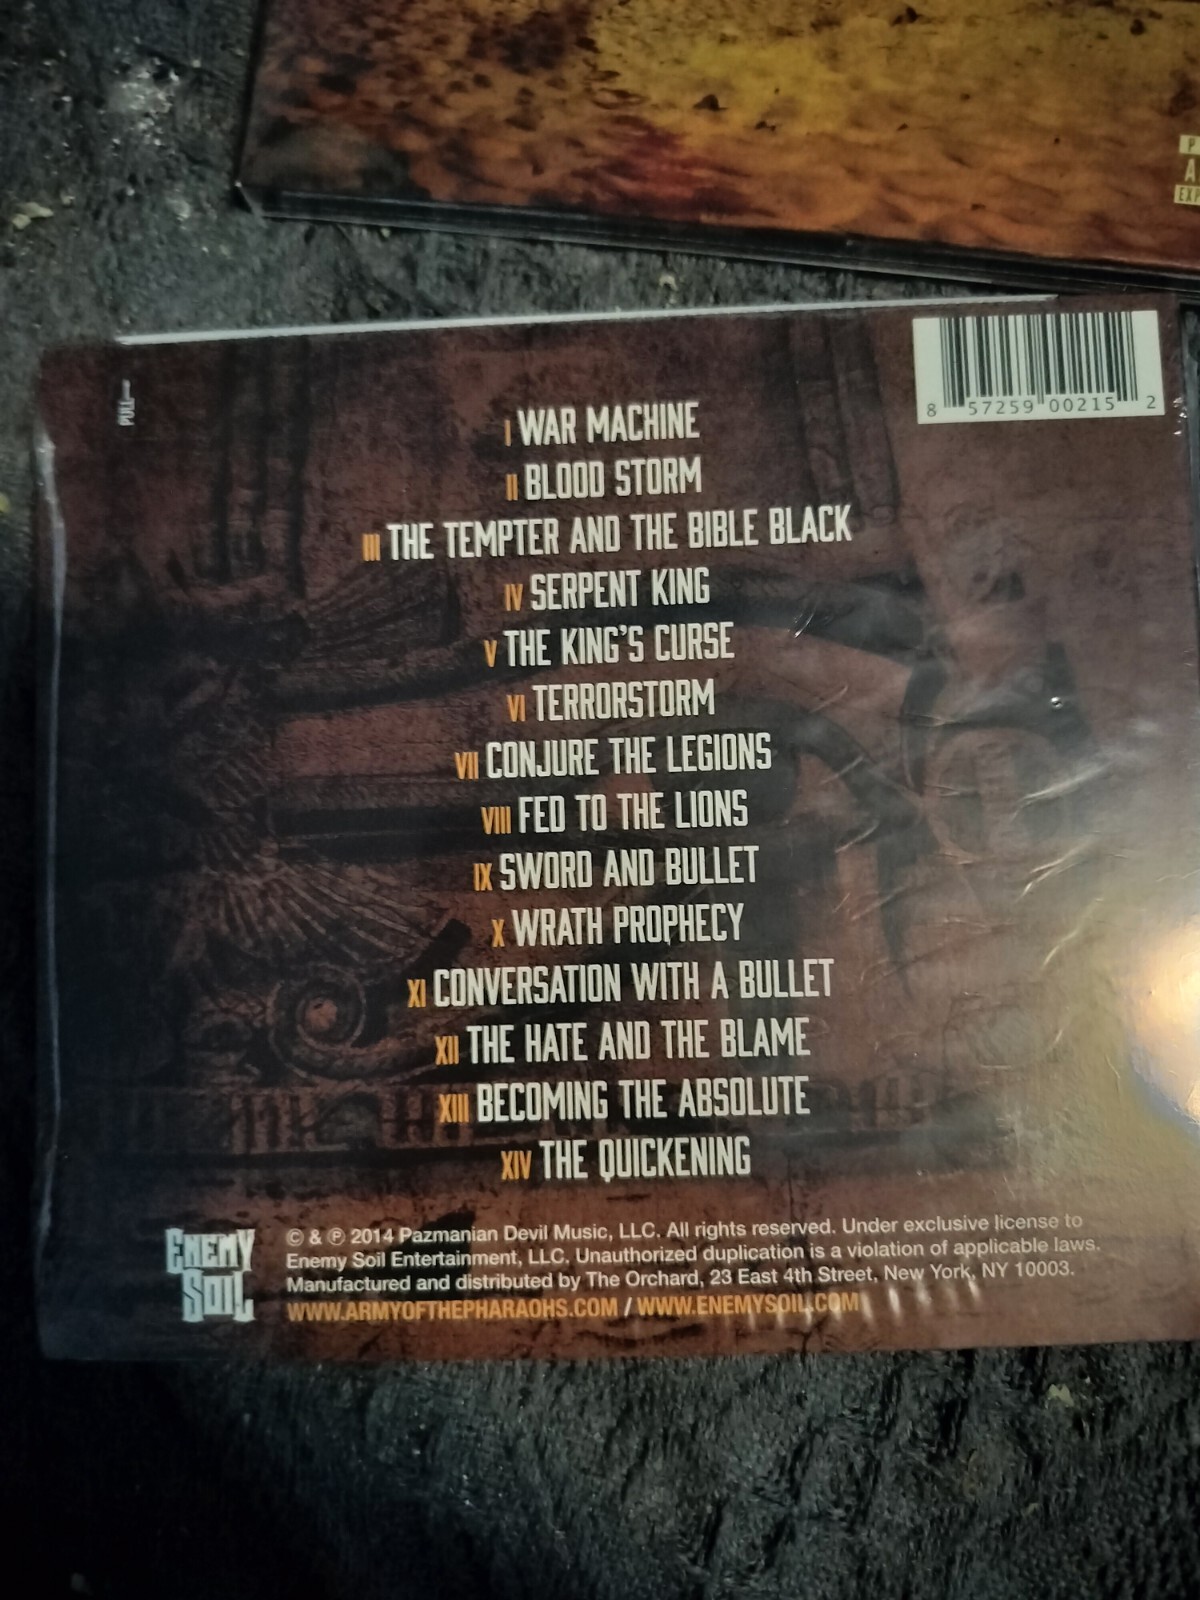 PULL
8 57259 00215 2
I WAR MACHINE
II BLOOD STORM
III THE TEMPTER AND THE BIBLE BLACK
IV SERPENT KING
V THE KING'S CURSE
VI TERRORSTORM
VII CONJURE THE LEGIONS
VIII FED TO THE LIONS
IX SWORD AND BULLET
X WRATH PROPHECY
XI CONVERSATION WITH A BULLET
XII THE HATE AND THE BLAME
XIII BECOMING THE ABSOLUTE
XIV THE QUICKENING
ENEMY
SOIL
© & ℗ 2014 Pazmanian Devil Music, LLC. All rights reserved. Under exclusive license to
Enemy Soil Entertainment, LLC. Unauthorized duplication is a violation of applicable laws.
Manufactured and distributed by The Orchard, 23 East 4th Street, New York, NY 10003.
WWW.ARMYOFTHEPHARAOHS.COM / WWW.ENEMYSOIL.COM